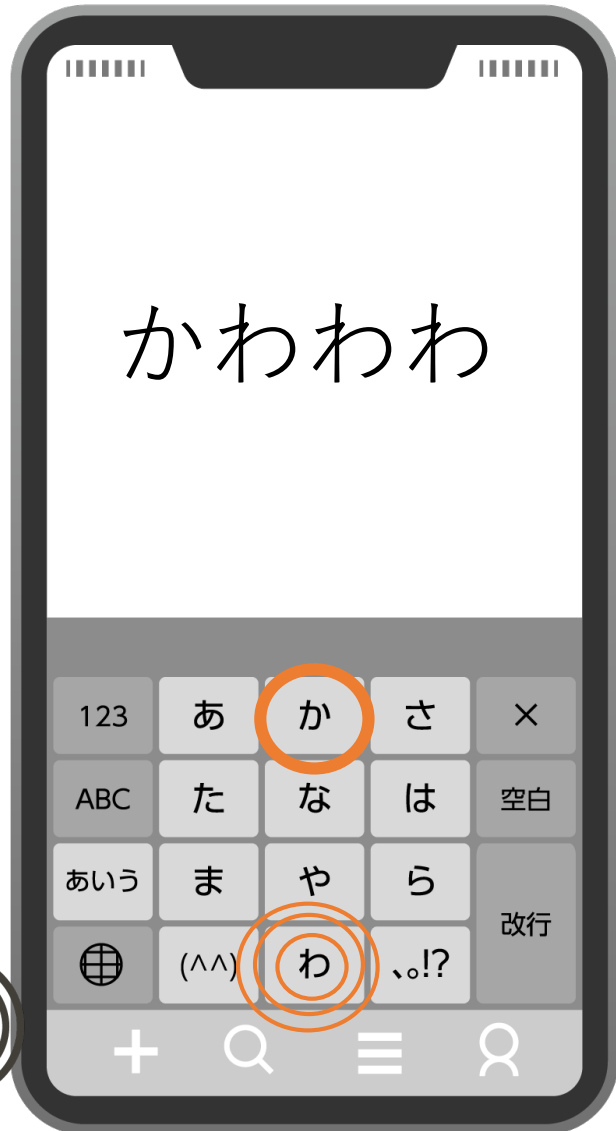 かわわわ
123 あ か さ ×
ABC た な は 空白
あいう ま や ら
改行
(^^) わ 、。!?